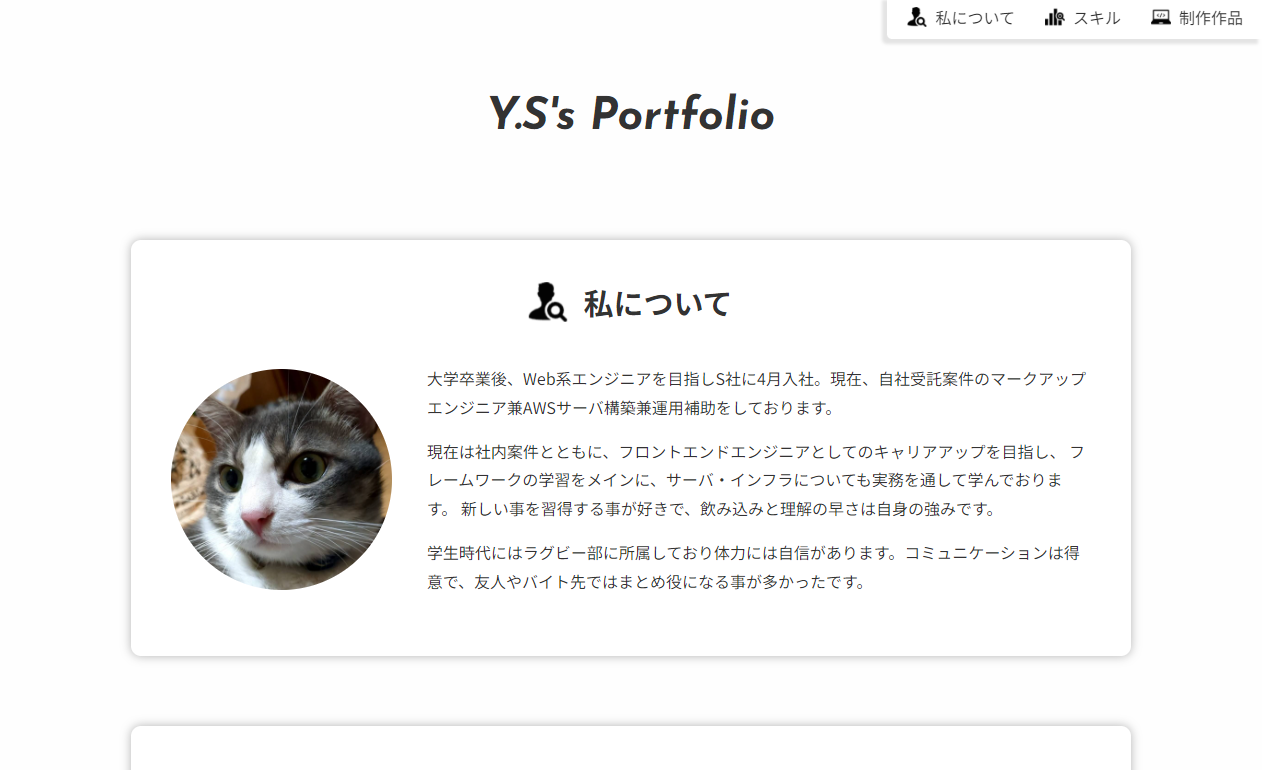 私について スキル 制作作品
Y.S's Portfolio
私について
大学卒業後、Web系エンジニアを目指しS社に4月入社。現在、自社受託案件のマークアップ
エンジニア兼AWSサーバ構築兼運用補助をしております。
現在は社内案件とともに、フロントエンドエンジニアとしてのキャリアアップを目指し、 フ
レームワークの学習をメインに、サーバ・インフラについても実務を通して学んでおりま
す。 新しい事を習得する事が好きで、飲み込みと理解の早さは自身の強みです。
学生時代にはラグビー部に所属しており体力には自信があります。コミュニケーションは得
意で、友人やバイト先ではまとめ役になる事が多かったです。